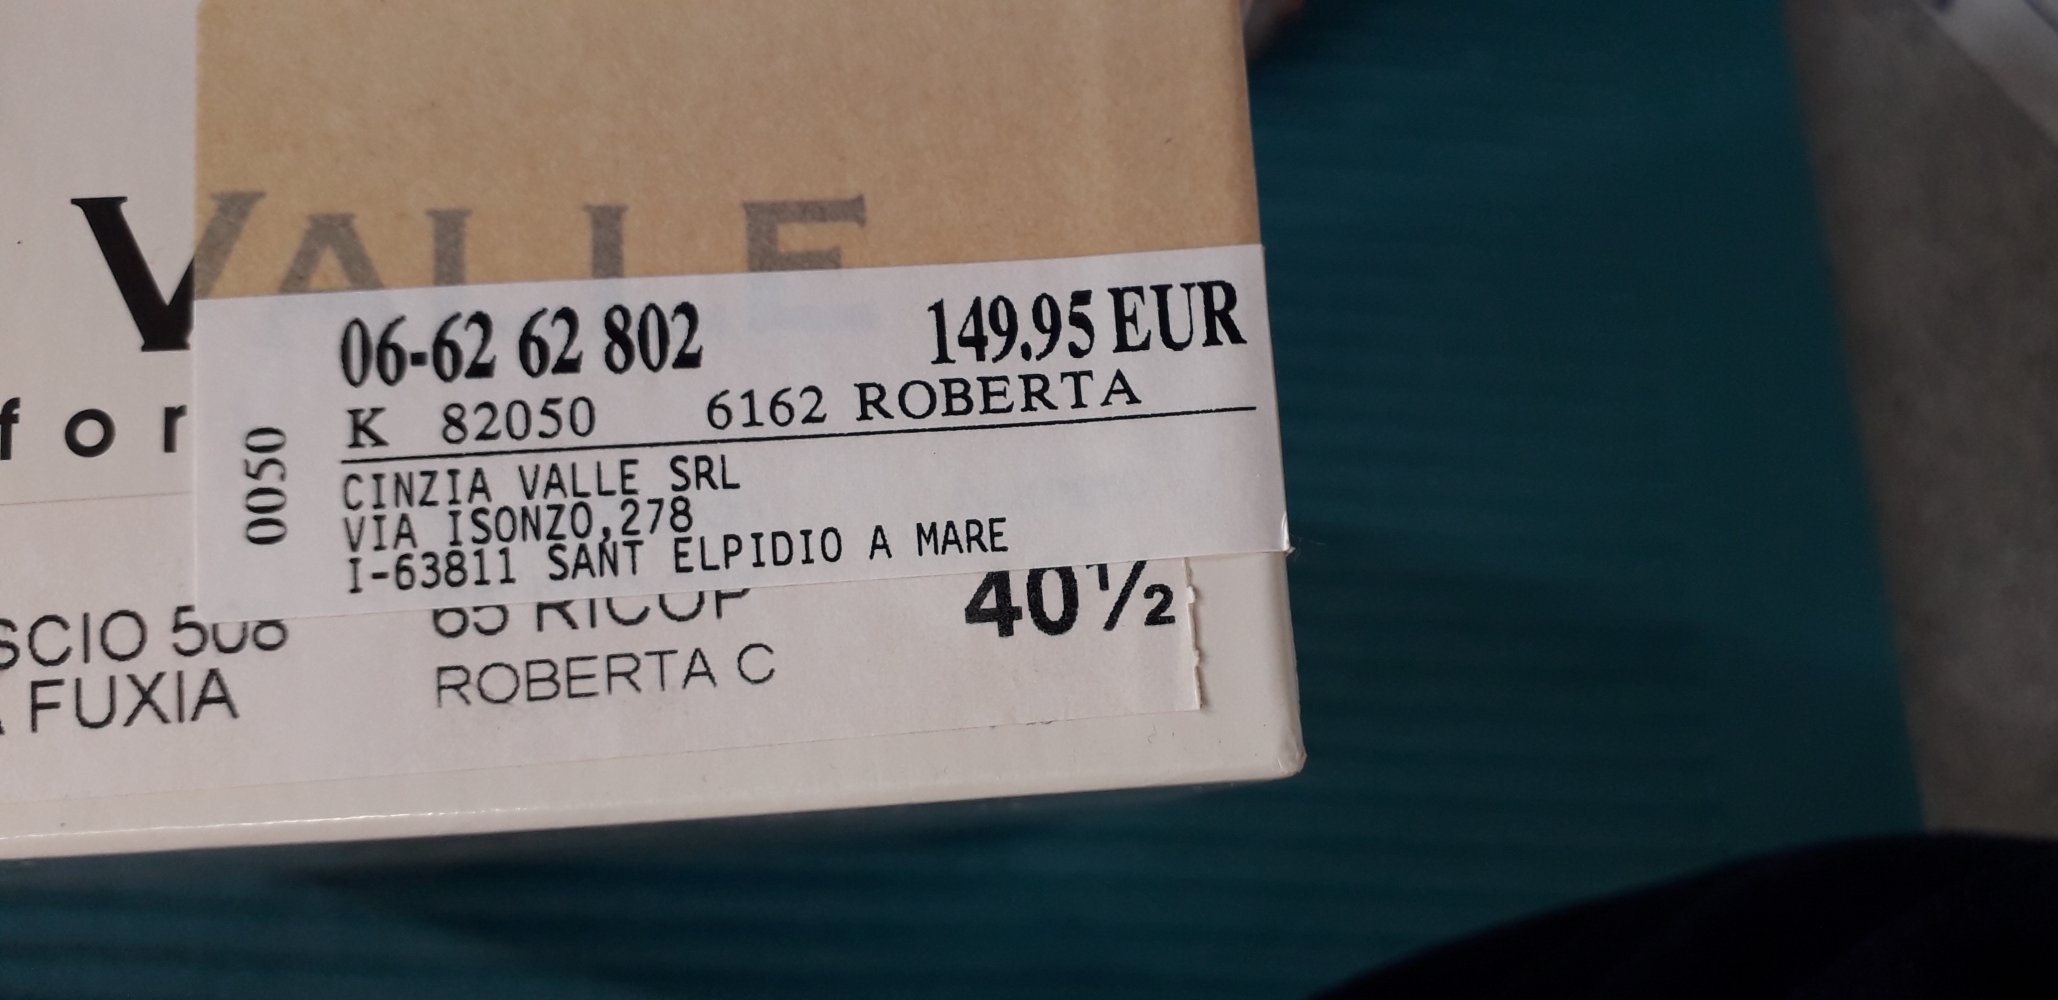 VALLE
for
06-62 62 802 149.95 EUR
K 82050 6162 ROBERTA
0050
CINZIA VALLE SRL
VIA ISONZO,278
I-63811 SANT ELPIDIO A MARE
SCIO 508 65 RICOP 40½
FUXIA ROBERTA C